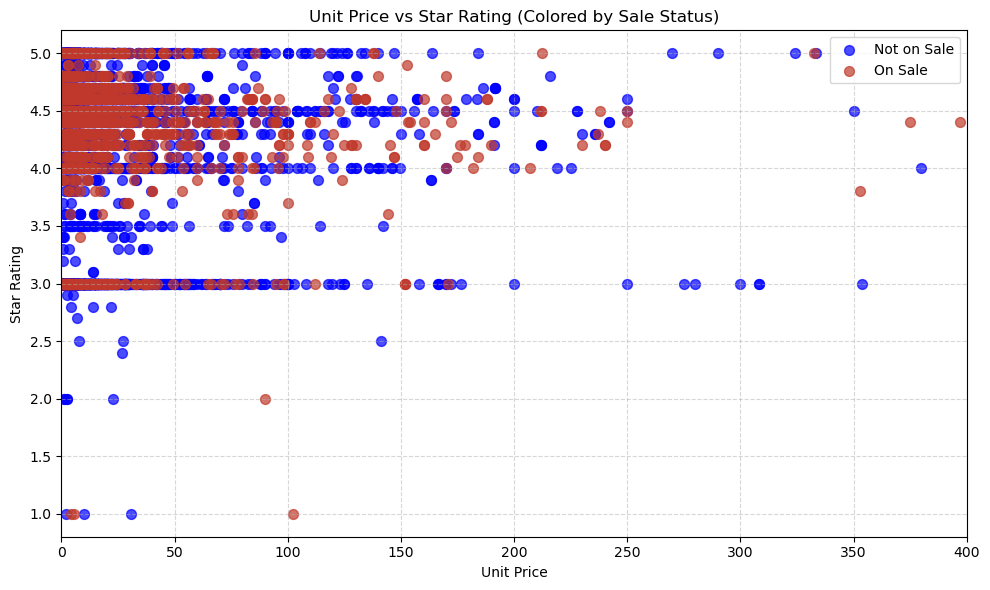 Unit Price vs Star Rating (Colored by Sale Status)
Not on Sale
On Sale
Star Rating
5.0
4.5
4.0
3.5
3.0
2.5
2.0
1.5
1.0
0 50 100 150 200 250 300 350 400
Unit Price